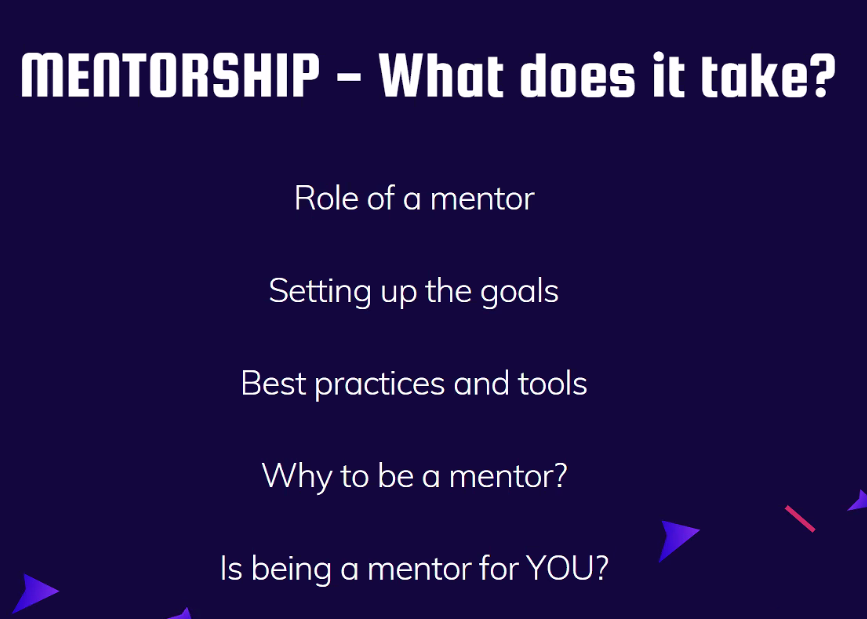 MENTORSHIP – What does it take?
Role of a mentor
Setting up the goals
Best practices and tools
Why to be a mentor?
Is being a mentor for YOU?